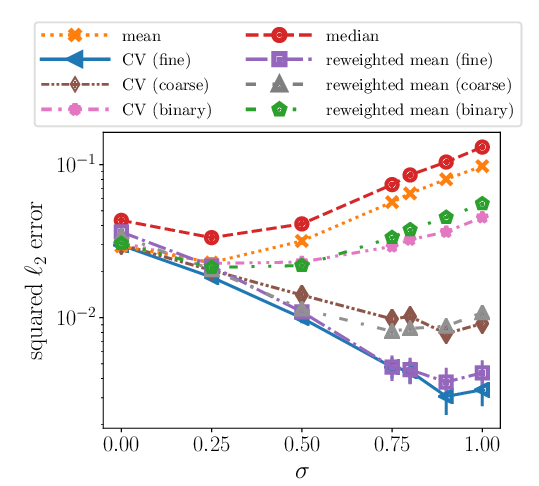 mean
CV (fine)
CV (coarse)
CV (binary)
median
reweighted mean (fine)
reweighted mean (coarse)
reweighted mean (binary)
10⁻¹
10⁻²
squared ℓ₂ error
0.00 0.25 0.50 0.75 1.00
σ